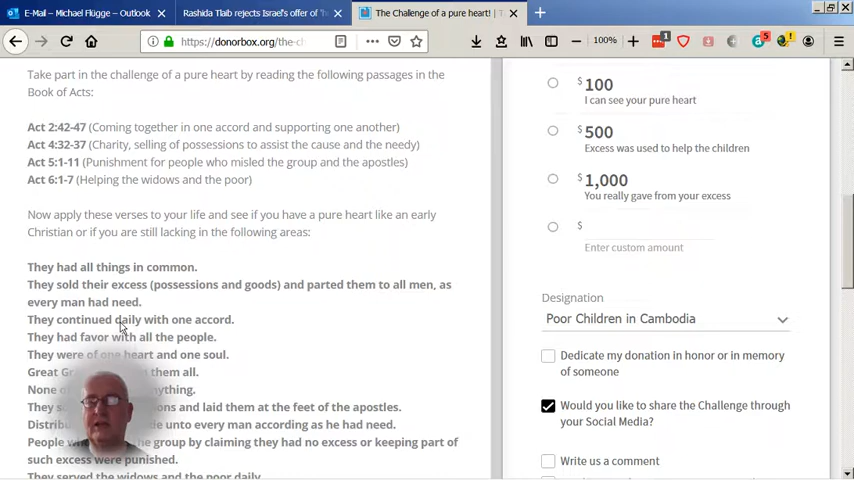 E-Mail – Michael Flügge – Outlook
Rashida Tlaib rejects Israel's offer of 'h
The Challenge of a pure heart! | T
https://donorbox.org/the-c
100%
Take part in the challenge of a pure heart by reading the following passages in the
Book of Acts:
Act 2:42-47 (Coming together in one accord and supporting one another)
Act 4:32-37 (Charity, selling of possessions to assist the cause and the needy)
Act 5:1-11 (Punishment for people who misled the group and the apostles)
Act 6:1-7 (Helping the widows and the poor)
Now apply these verses to your life and see if you have a pure heart like an early
Christian or if you are still lacking in the following areas:
They had all things in common.
They sold their excess (possessions and goods) and parted them to all men, as
every man had need.
They continued daily with one accord.
They had favor with all the people.
They were of one heart and one soul.
Great Gr them all.
None o anything.
They s ions and laid them at the feet of the apostles.
Distrib unto every man according as he had need.
People w the group by claiming they had no excess or keeping part of
such excess were punished.
They served the widows and the poor daily.
$ 100
I can see your pure heart
$ 500
Excess was used to help the children
$ 1,000
You really gave from your excess
$
Enter custom amount
Designation
Poor Children in Cambodia
Dedicate my donation in honor or in memory
of someone
Would you like to share the Challenge through
your Social Media?
Write us a comment